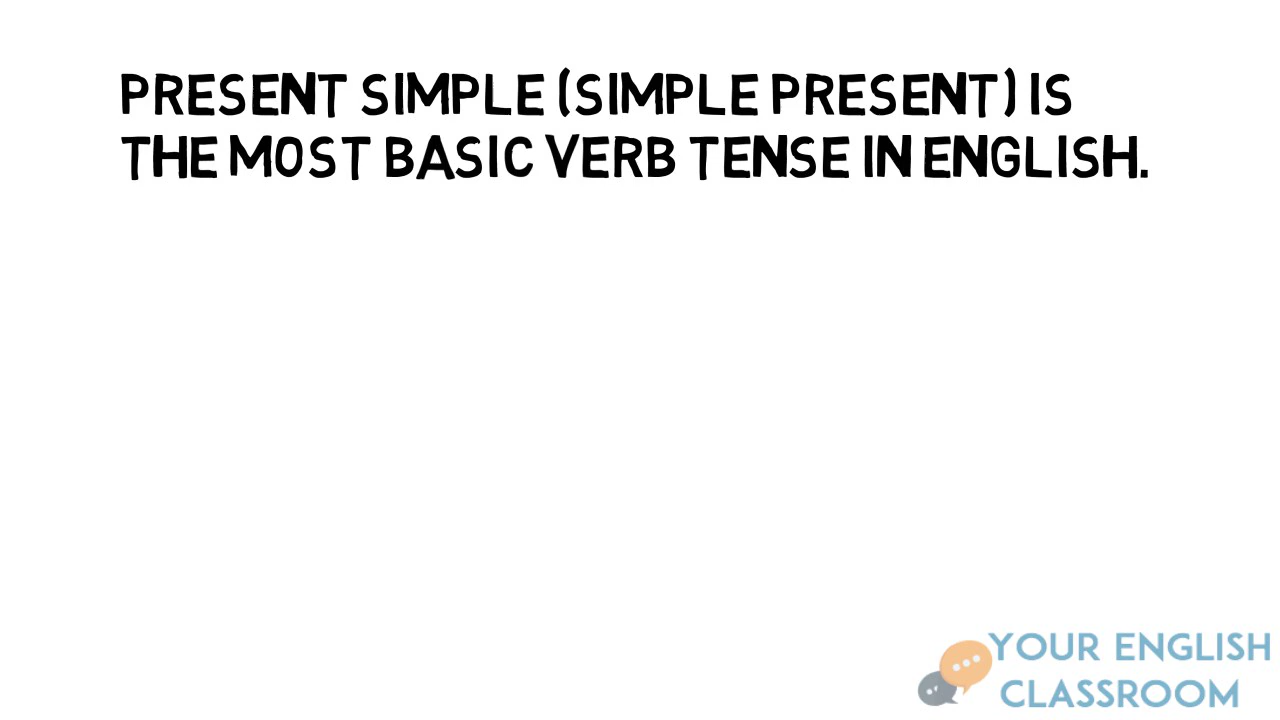 PRESENT SIMPLE (SIMPLE PRESENT) IS
THE MOST BASIC VERB TENSE IN ENGLISH.
YOUR ENGLISH
CLASSROOM